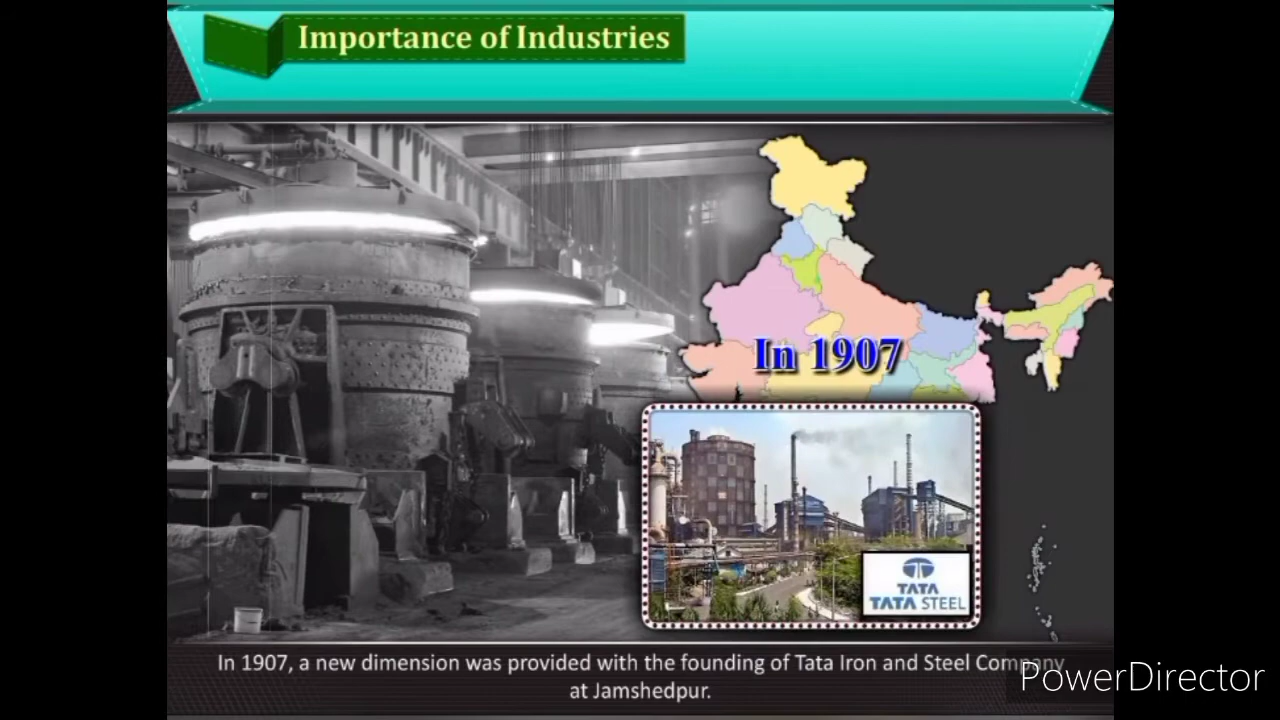 Importance of Industries
In 1907
TATA
TATA STEEL
In 1907, a new dimension was provided with the founding of Tata Iron and Steel Company
at Jamshedpur.
PowerDirector